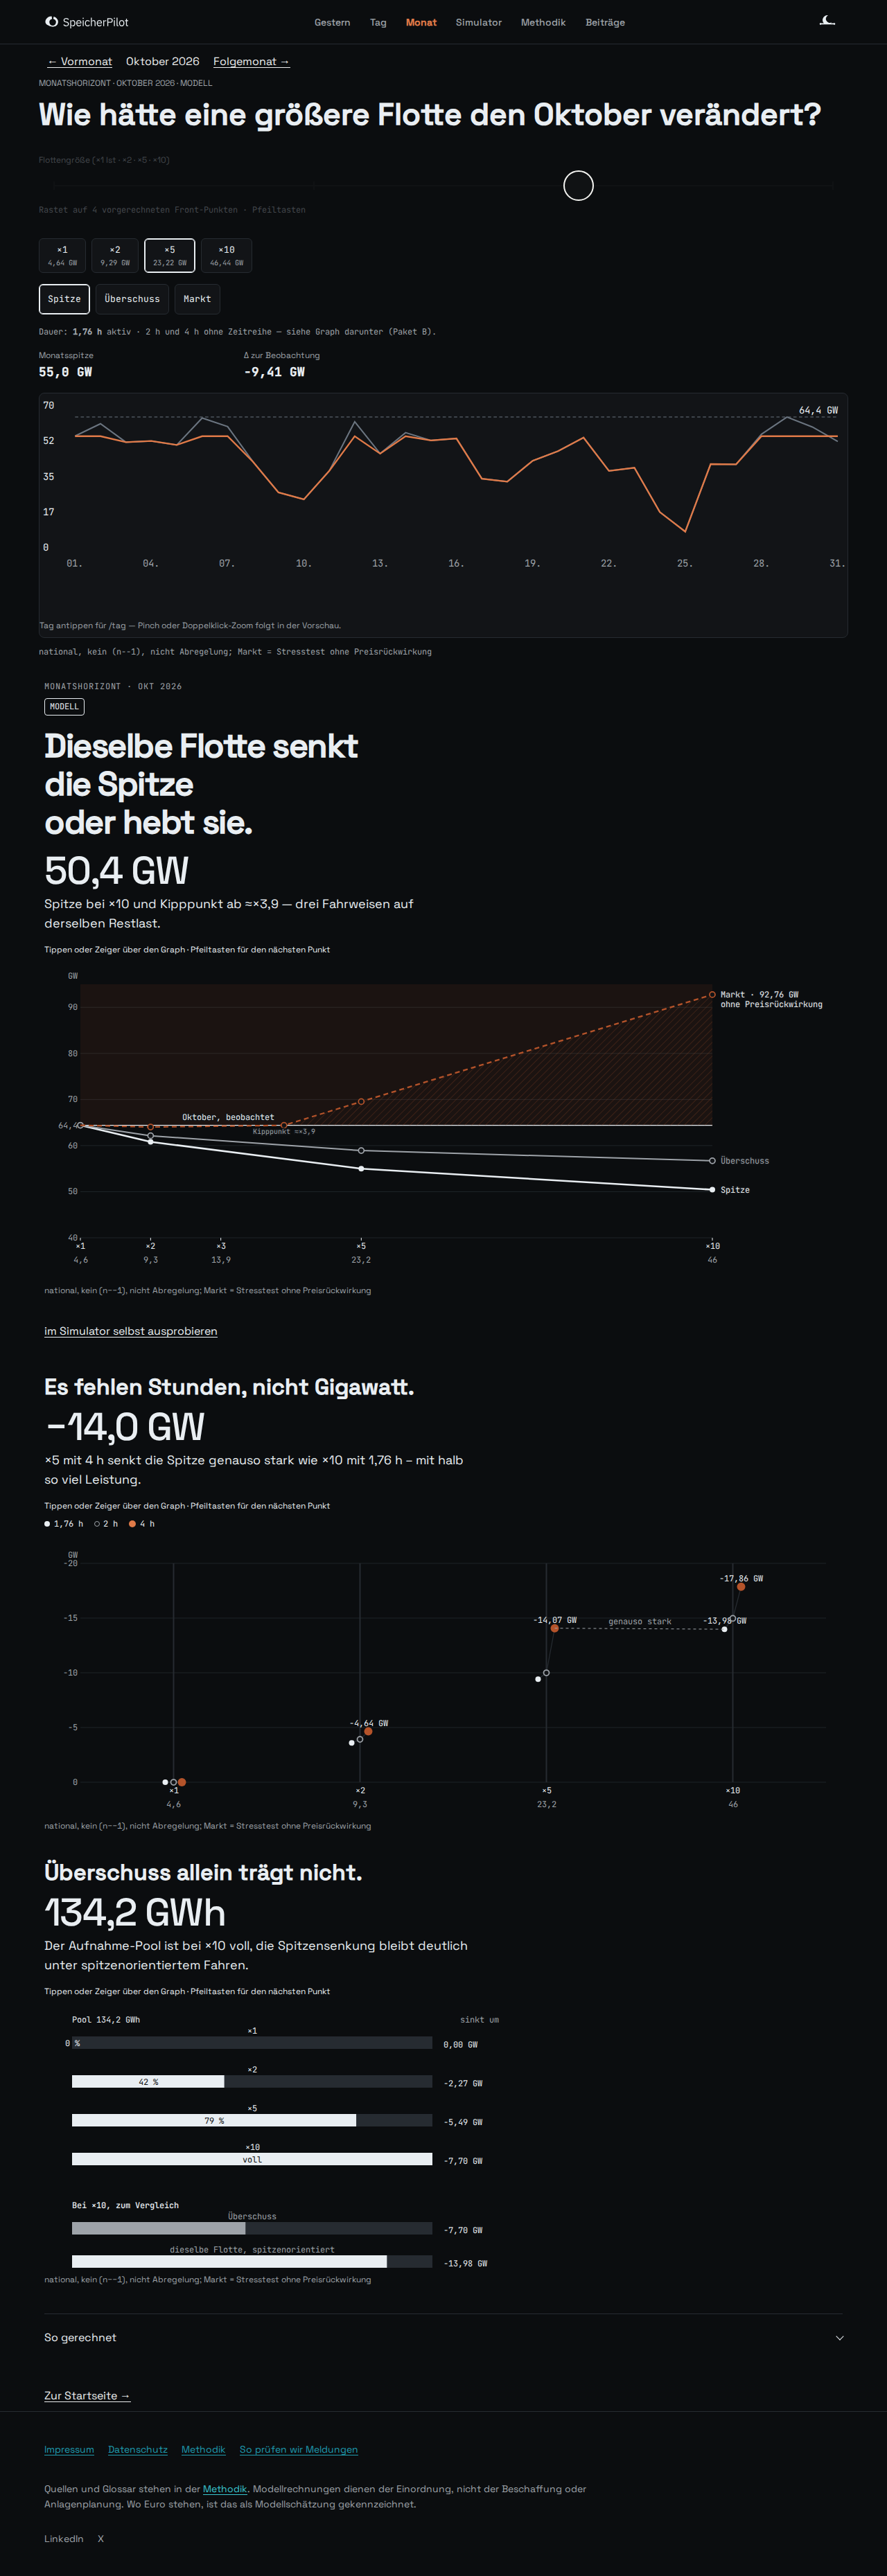 SpeicherPilot
Gestern Tag Monat Simulator Methodik Beiträge
← Vormonat Oktober 2026 Folgemonat →
MONATSHORIZONT · OKTOBER 2026 · MODELL
Wie hätte eine größere Flotte den Oktober verändert?
Flottengröße (×1 Ist · ×2 · ×5 · ×10)
Rastet auf 4 vorgerechneten Front-Punkten · Pfeiltasten
×1 ×2 ×5 ×10
4,64 GW 9,29 GW 23,22 GW 46,44 GW
Spitze Überschuss Markt
Dauer: 1,76 h aktiv · 2 h und 4 h ohne Zeitreihe — siehe Graph darunter (Paket B).
Monatsspitze Δ zur Beobachtung
55,0 GW -9,41 GW
70
64,4 GW
52
35
17
0
01. 04. 07. 10. 13. 16. 19. 22. 25. 28. 31.
Tag antippen für /tag — Pinch oder Doppelklick-Zoom folgt in der Vorschau.
national, kein (n-−1), nicht Abregelung; Markt = Stresstest ohne Preisrückwirkung
MONATSHORIZONT · OKT 2026
MODELL
Dieselbe Flotte senkt
die Spitze
oder hebt sie.
50,4 GW
Spitze bei ×10 und Kipppunkt ab ≈×3,9 — drei Fahrweisen auf
derselben Restlast.
Tippen oder Zeiger über den Graph · Pfeiltasten für den nächsten Punkt
GW
Markt · 92,76 GW
ohne Preisrückwirkung
90
80
70
Oktober, beobachtet
64,4
Kipppunkt ≈×3,9
60
Überschuss
50
Spitze
40
×1 ×2 ×3 ×5 ×10
4,6 9,3 13,9 23,2 46
national, kein (n-−1), nicht Abregelung; Markt = Stresstest ohne Preisrückwirkung
im Simulator selbst ausprobieren
Es fehlen Stunden, nicht Gigawatt.
−14,0 GW
×5 mit 4 h senkt die Spitze genauso stark wie ×10 mit 1,76 h – mit halb
so viel Leistung.
Tippen oder Zeiger über den Graph · Pfeiltasten für den nächsten Punkt
1,76 h 2 h 4 h
GW
-20
-17,86 GW
-15
-14,07 GW genauso stark -13,98 GW
-10
-5
-4,64 GW
0
×1 ×2 ×5 ×10
4,6 9,3 23,2 46
national, kein (n-−1), nicht Abregelung; Markt = Stresstest ohne Preisrückwirkung
Überschuss allein trägt nicht.
134,2 GWh
Der Aufnahme-Pool ist bei ×10 voll, die Spitzensenkung bleibt deutlich
unter spitzenorientiertem Fahren.
Tippen oder Zeiger über den Graph · Pfeiltasten für den nächsten Punkt
Pool 134,2 GWh sinkt um
×1
0 % 0,00 GW
×2
42 % -2,27 GW
×5
79 % -5,49 GW
×10
voll -7,70 GW
Bei ×10, zum Vergleich
Überschuss
-7,70 GW
dieselbe Flotte, spitzenorientiert
-13,98 GW
national, kein (n-−1), nicht Abregelung; Markt = Stresstest ohne Preisrückwirkung
So gerechnet
Zur Startseite →
Impressum Datenschutz Methodik So prüfen wir Meldungen
Quellen und Glossar stehen in der Methodik. Modellrechnungen dienen der Einordnung, nicht der Beschaffung oder
Anlagenplanung. Wo Euro stehen, ist das als Modellschätzung gekennzeichnet.
LinkedIn X